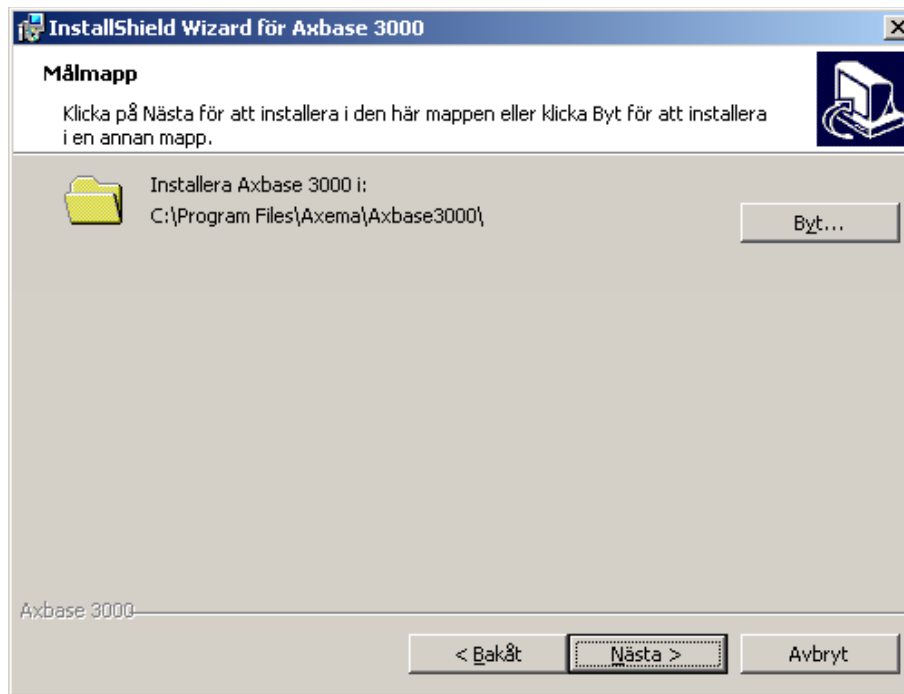 InstallShield Wizard för Axbase 3000
Målmapp
Klicka på Nästa för att installera i den här mappen eller klicka Byt för att installera
i en annan mapp.
Installera Axbase 3000 i:
C:\Program Files\Axema\Axbase3000\
Byt...
Axbase 3000
< Bakåt
Nästa >
Avbryt